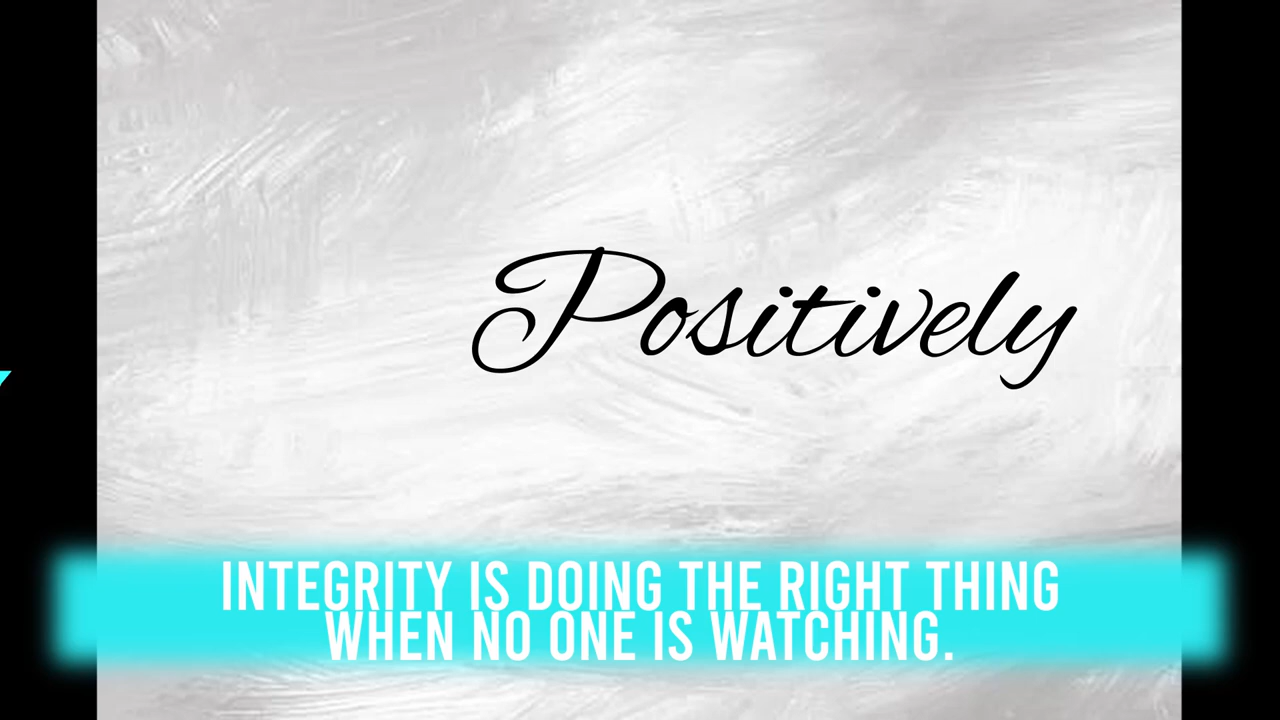 Positively
INTEGRITY IS DOING THE RIGHT THING
WHEN NO ONE IS WATCHING.